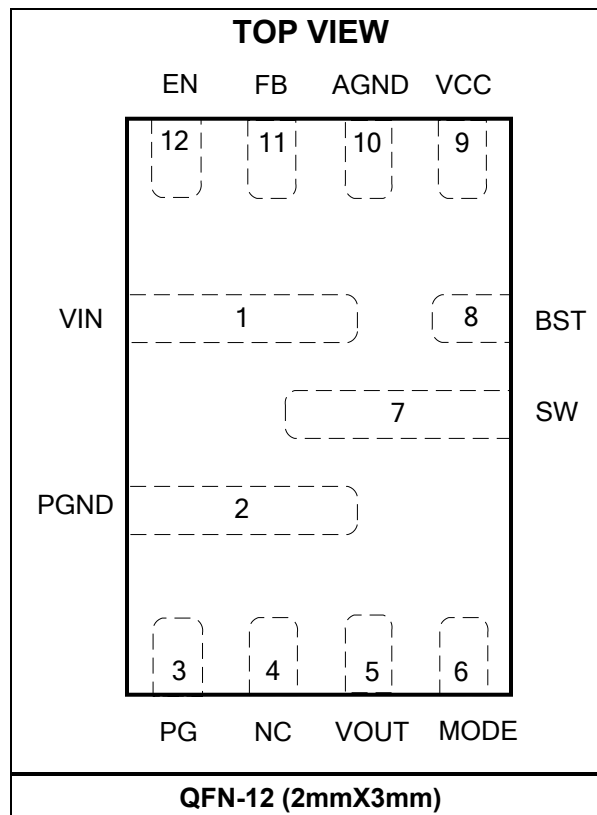 TOP VIEW
EN FB AGND VCC
12 11 10 9
VIN 1 8 BST
7 SW
PGND 2
3 4 5 6
PG NC VOUT MODE
QFN-12 (2mmX3mm)